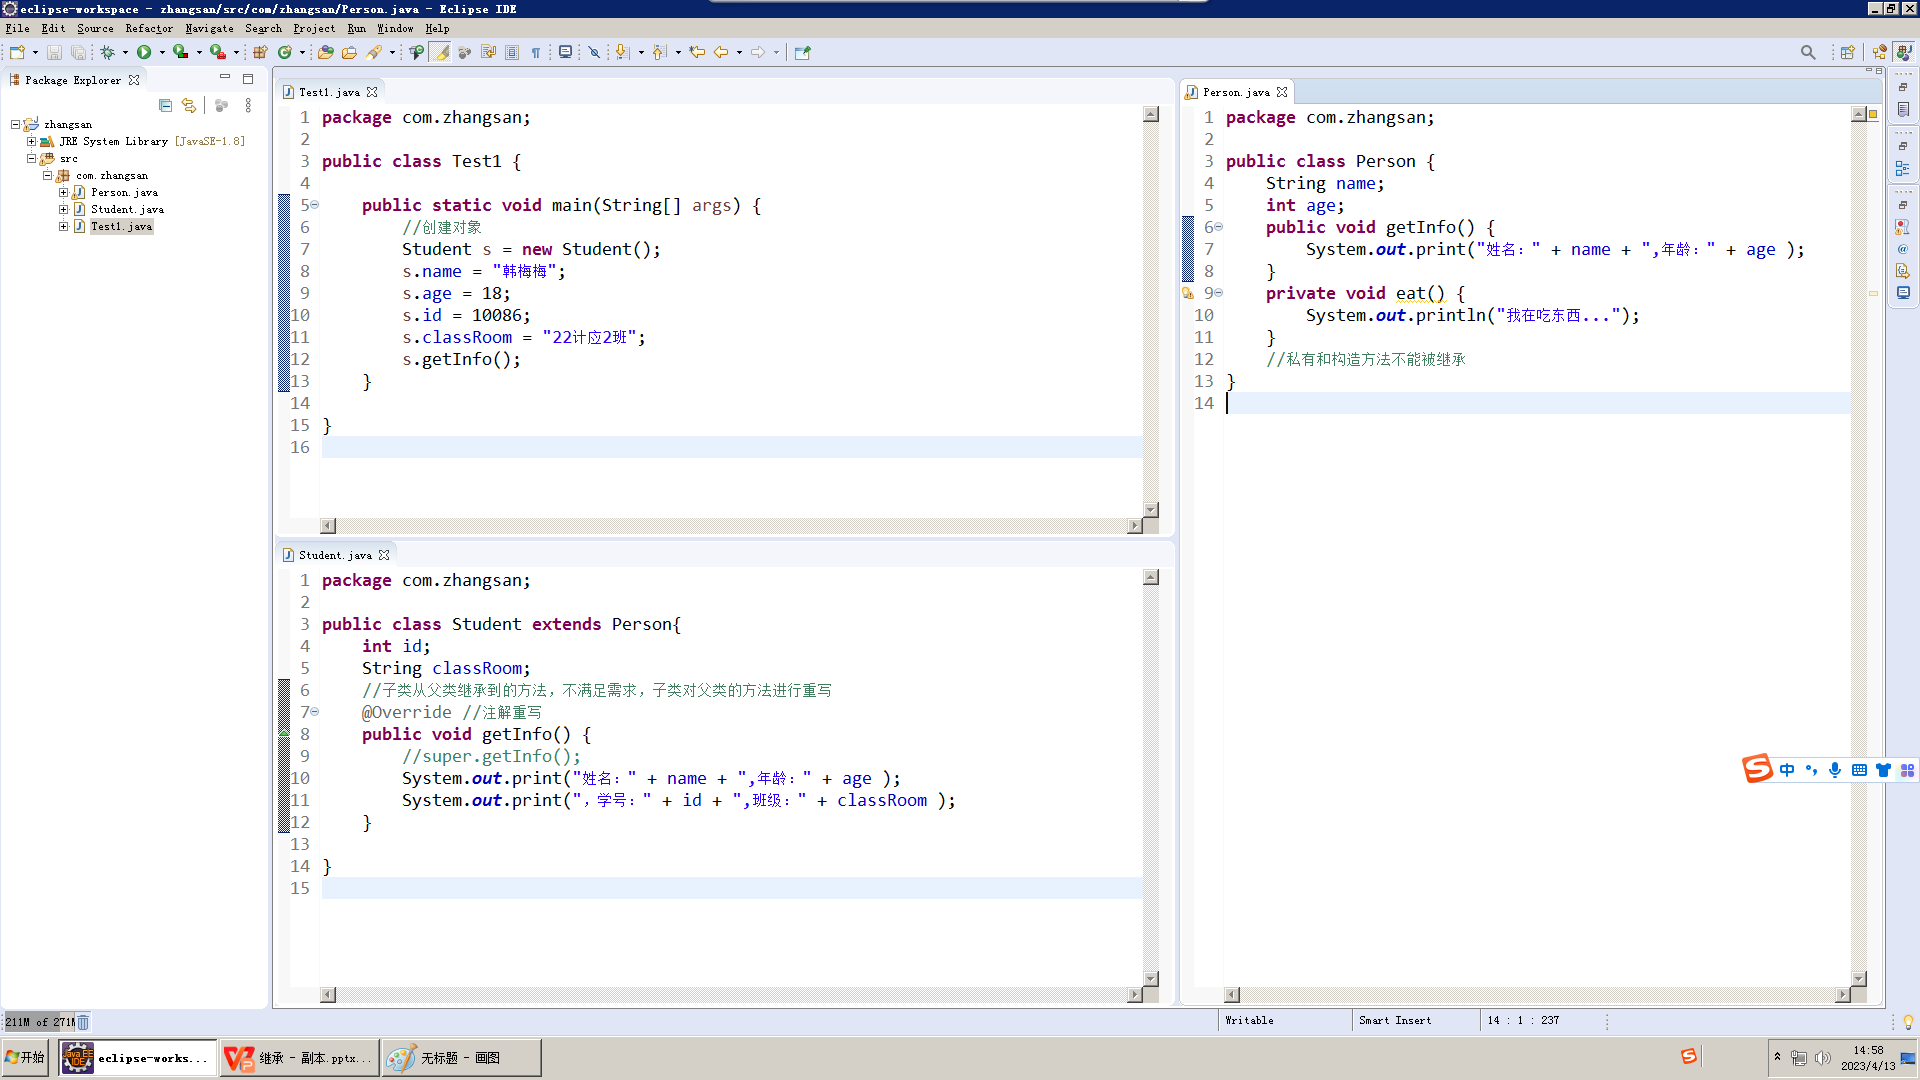 eclipse-workspace - zhangsan/src/com/zhangsan/Person.java - Eclipse IDE
File Edit Source Refactor Navigate Search Project Run Window Help
Package Explorer
zhangsan
JRE System Library [JavaSE-1.8]
src
com.zhangsan
Person.java
Student.java
Test1.java
Test1.java
1 package com.zhangsan;
2
3 public class Test1 {
4
5 public static void main(String[] args) {
6 //创建对象
7 Student s = new Student();
8 s.name = "韩梅梅";
9 s.age = 18;
10 s.id = 10086;
11 s.classRoom = "22计应2班";
12 s.getInfo();
13 }
14
15 }
16
Student.java
1 package com.zhangsan;
2
3 public class Student extends Person{
4 int id;
5 String classRoom;
6 //子类从父类继承到的方法，不满足需求，子类对父类的方法进行重写
7 @Override //注解重写
8 public void getInfo() {
9 //super.getInfo();
10 System.out.print("姓名：" + name + ",年龄：" + age );
11 System.out.print("，学号：" + id + ",班级：" + classRoom );
12 }
13
14 }
15
Person.java
1 package com.zhangsan;
2
3 public class Person {
4 String name;
5 int age;
6 public void getInfo() {
7 System.out.print("姓名：" + name + ",年龄：" + age );
8 }
9 private void eat() {
10 System.out.println("我在吃东西...");
11 }
12 //私有和构造方法不能被继承
13 }
14
中
211M of 271M
Writable
Smart Insert
14 : 1 : 237
开始
eclipse-works...
继承 - 副本.pptx...
无标题 - 画图
14:58
2023/4/13